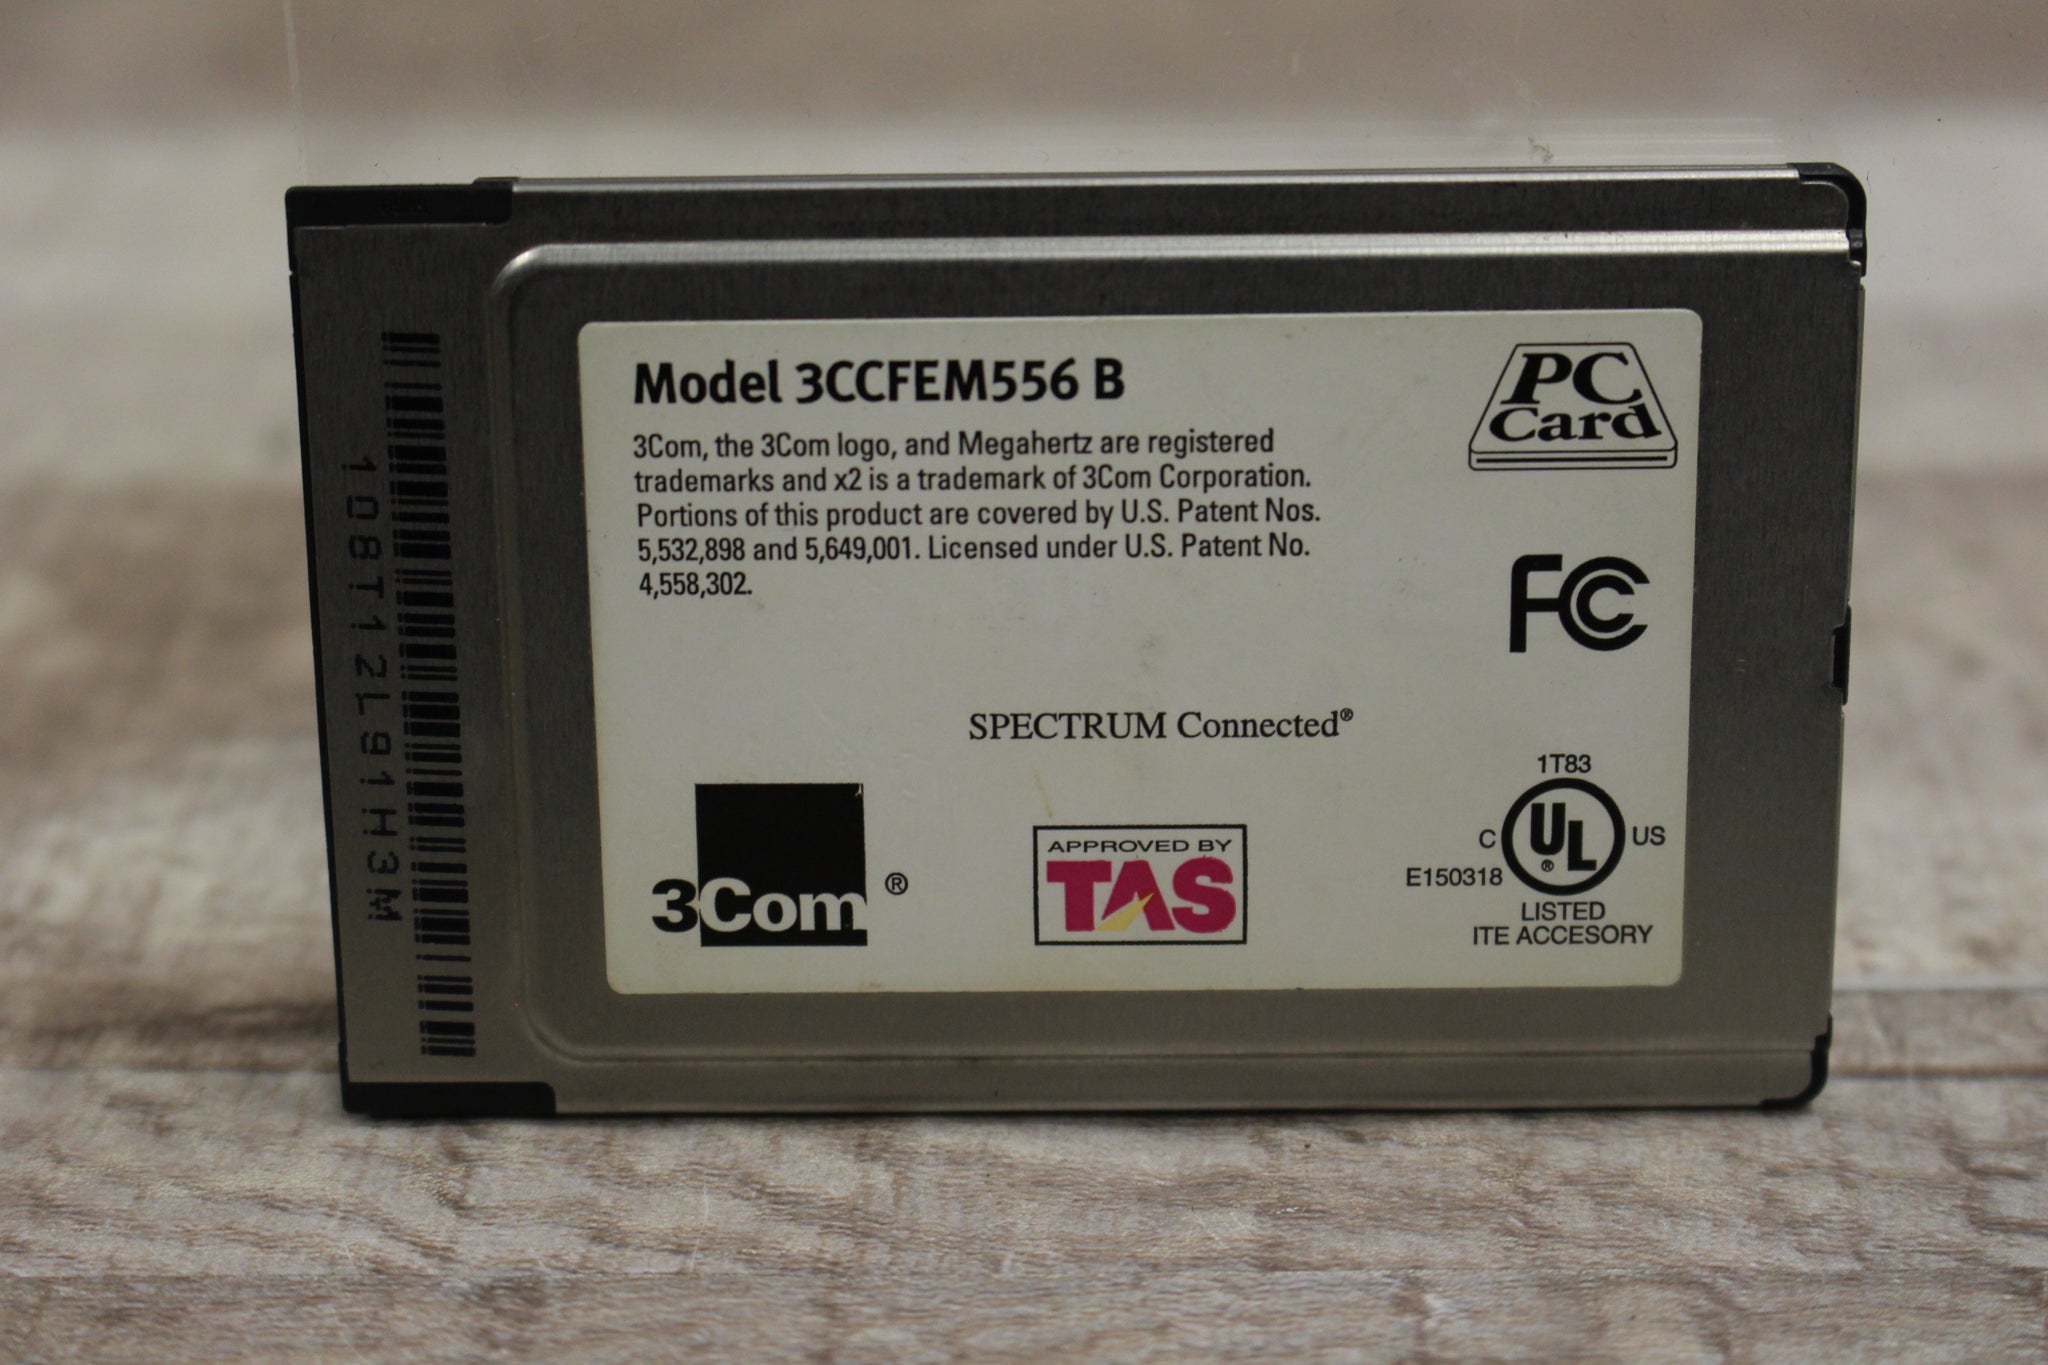 Model 3CCFEM556 B
3Com, the 3Com logo, and Megahertz are registered
trademarks and x2 is a trademark of 3Com Corporation.
Portions of this product are covered by U.S. Patent Nos.
5,532,898 and 5,649,001. Licensed under U.S. Patent No.
4,558,302.
PC
Card
FC
SPECTRUM Connected®
3Com ®
APPROVED BY
TAS
1T83
C UL® US
E150318
LISTED
ITE ACCESORY
108T12L91H3M